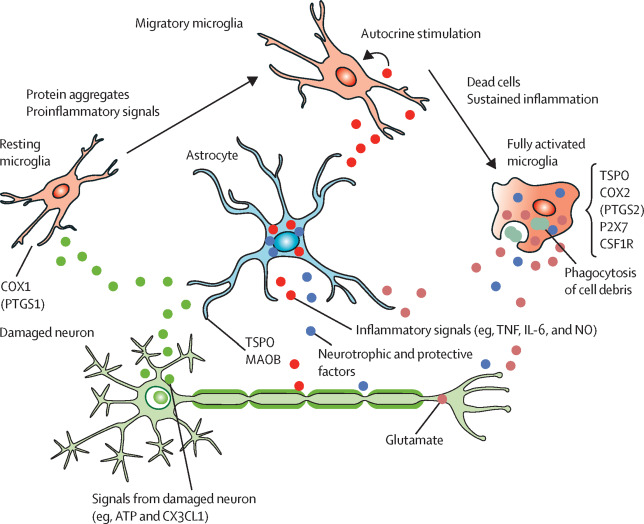 Migratory microglia
Autocrine stimulation
Protein aggregates
Proinflammatory signals
Dead cells
Sustained inflammation
Resting
microglia
Astrocyte
Fully activated
microglia
TSPO
COX2
(PTGS2)
P2X7
CSF1R
COX1
(PTGS1)
Phagocytosis
of cell debris
Damaged neuron
TSPO
MAOB
Inflammatory signals (eg, TNF, IL-6, and NO)
Neurotrophic and protective
factors
Glutamate
Signals from damaged neuron
(eg, ATP and CX3CL1)